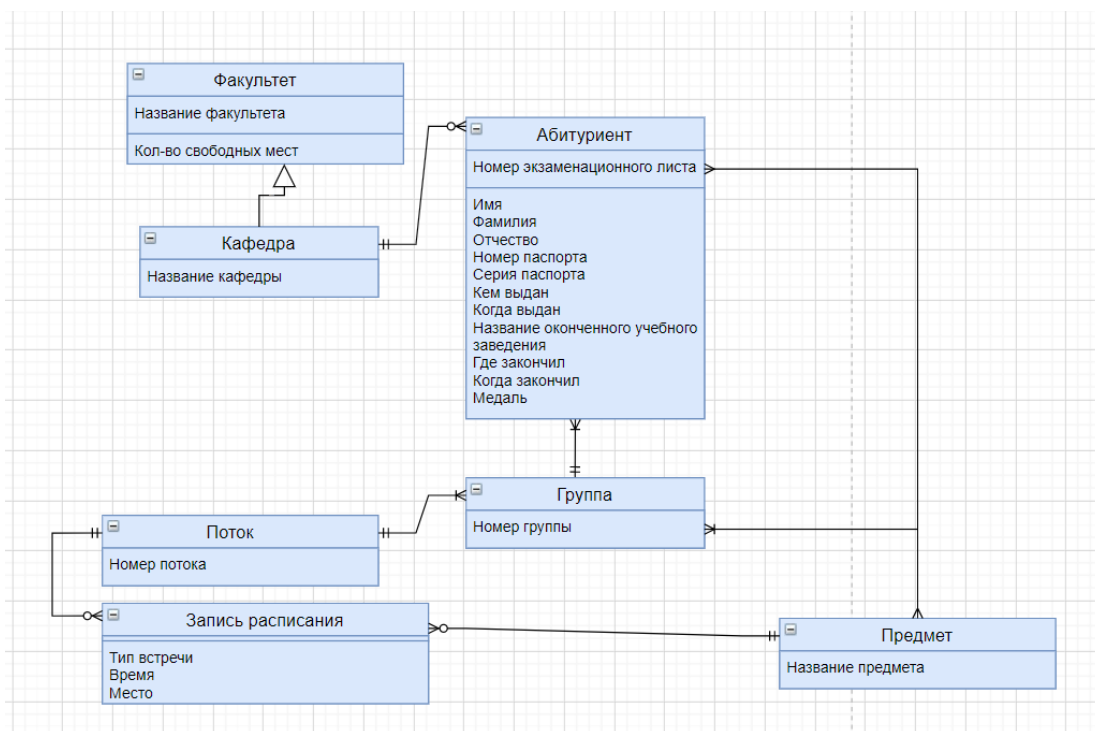 Факультет
Название факультета
Кол-во свободных мест
Кафедра
Название кафедры
Абитуриент
Номер экзаменационного листа
Имя
Фамилия
Отчество
Номер паспорта
Серия паспорта
Кем выдан
Когда выдан
Название оконченного учебного
заведения
Где закончил
Когда закончил
Медаль
Группа
Номер группы
Поток
Номер потока
Запись расписания
Тип встречи
Время
Место
Предмет
Название предмета